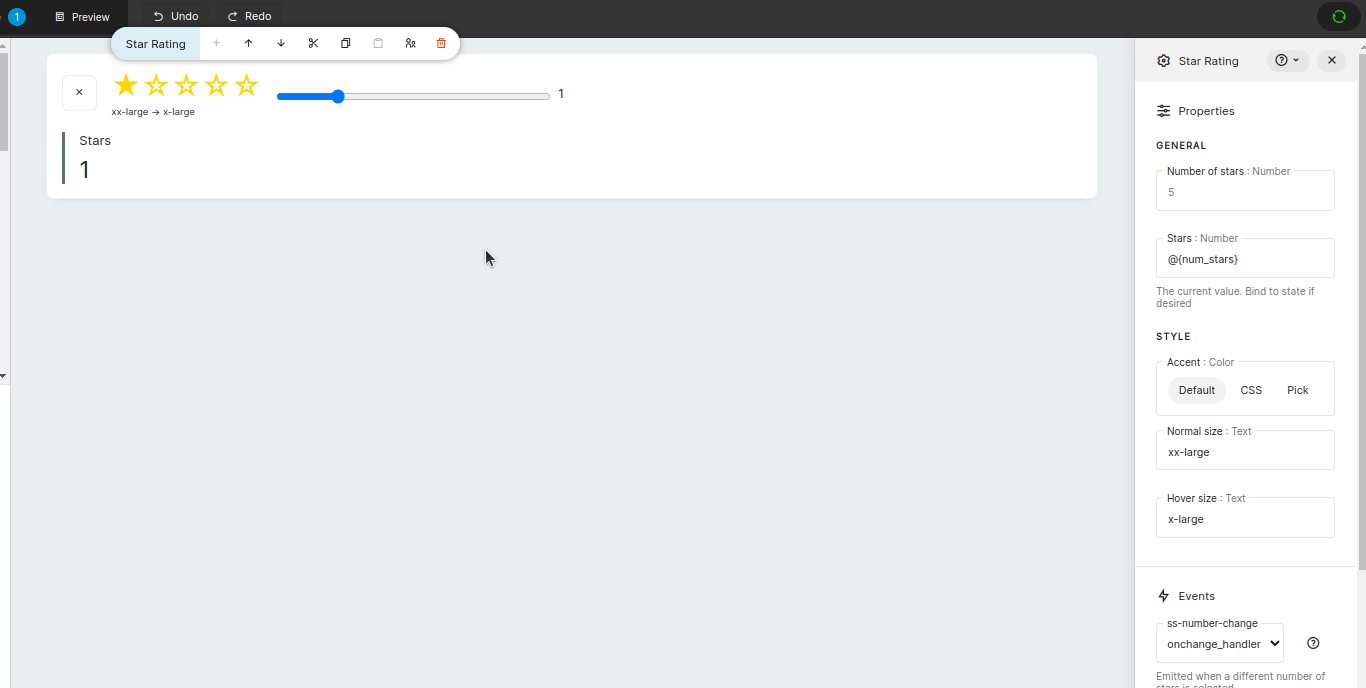 1
Preview
Undo
Redo
Star Rating
×
xx-large → x-large
1
Stars
1
Star Rating
Properties
GENERAL
Number of stars : Number
5
Stars : Number
@{num_stars}
The current value. Bind to state if
desired
STYLE
Accent : Color
Default CSS Pick
Normal size : Text
xx-large
Hover size : Text
x-large
Events
ss-number-change
onchange_handler
Emitted when a different number of
stars is selected